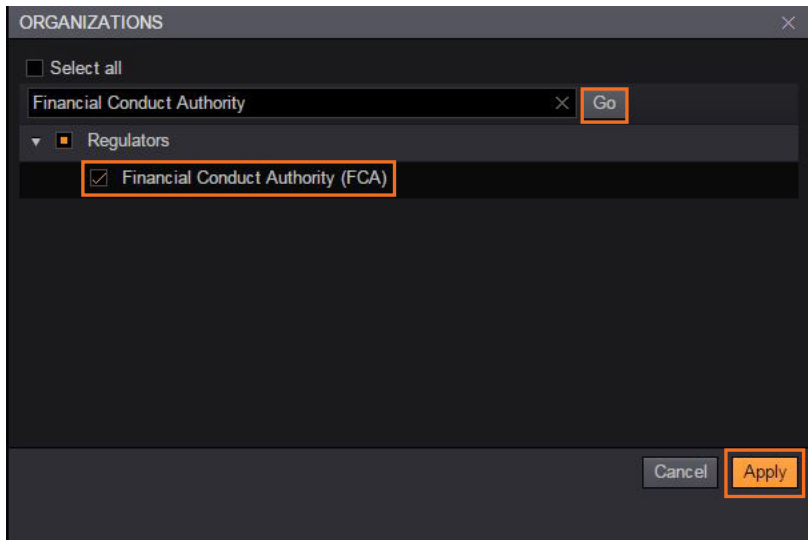 ORGANIZATIONS
Select all
Financial Conduct Authority
Go
Regulators
Financial Conduct Authority (FCA)
Cancel
Apply